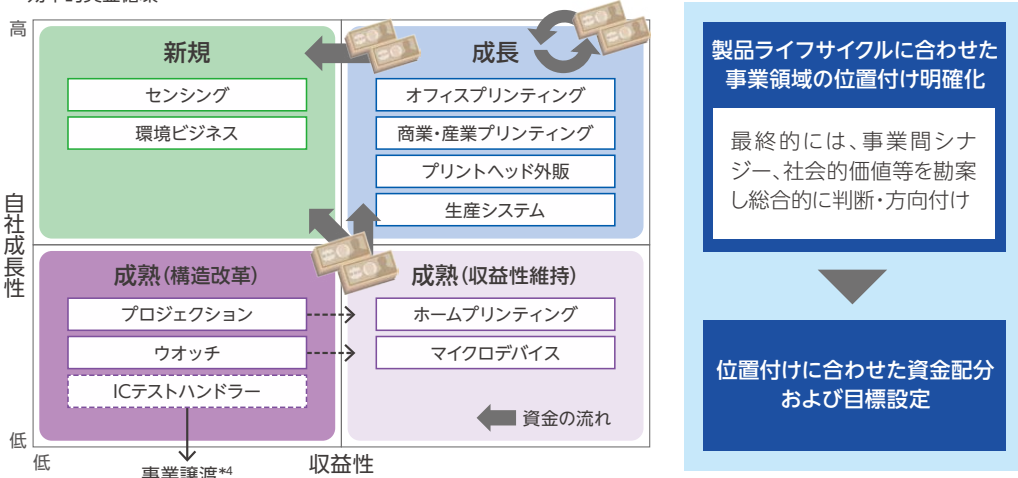 高
新規
センシング
環境ビジネス
成長
オフィスプリンティング
商業・産業プリンティング
プリントヘッド外販
生産システム
自社成長性
成熟(構造改革)
プロジェクション
ウオッチ
ICテストハンドラー
成熟(収益性維持)
ホームプリンティング
マイクロデバイス
資金の流れ
低
低
収益性
事業譲渡*4
製品ライフサイクルに合わせた
事業領域の位置付け明確化
最終的には、事業間シナ
ジー、社会的価値等を勘案
し総合的に判断・方向付け
位置付けに合わせた資金配分
および目標設定